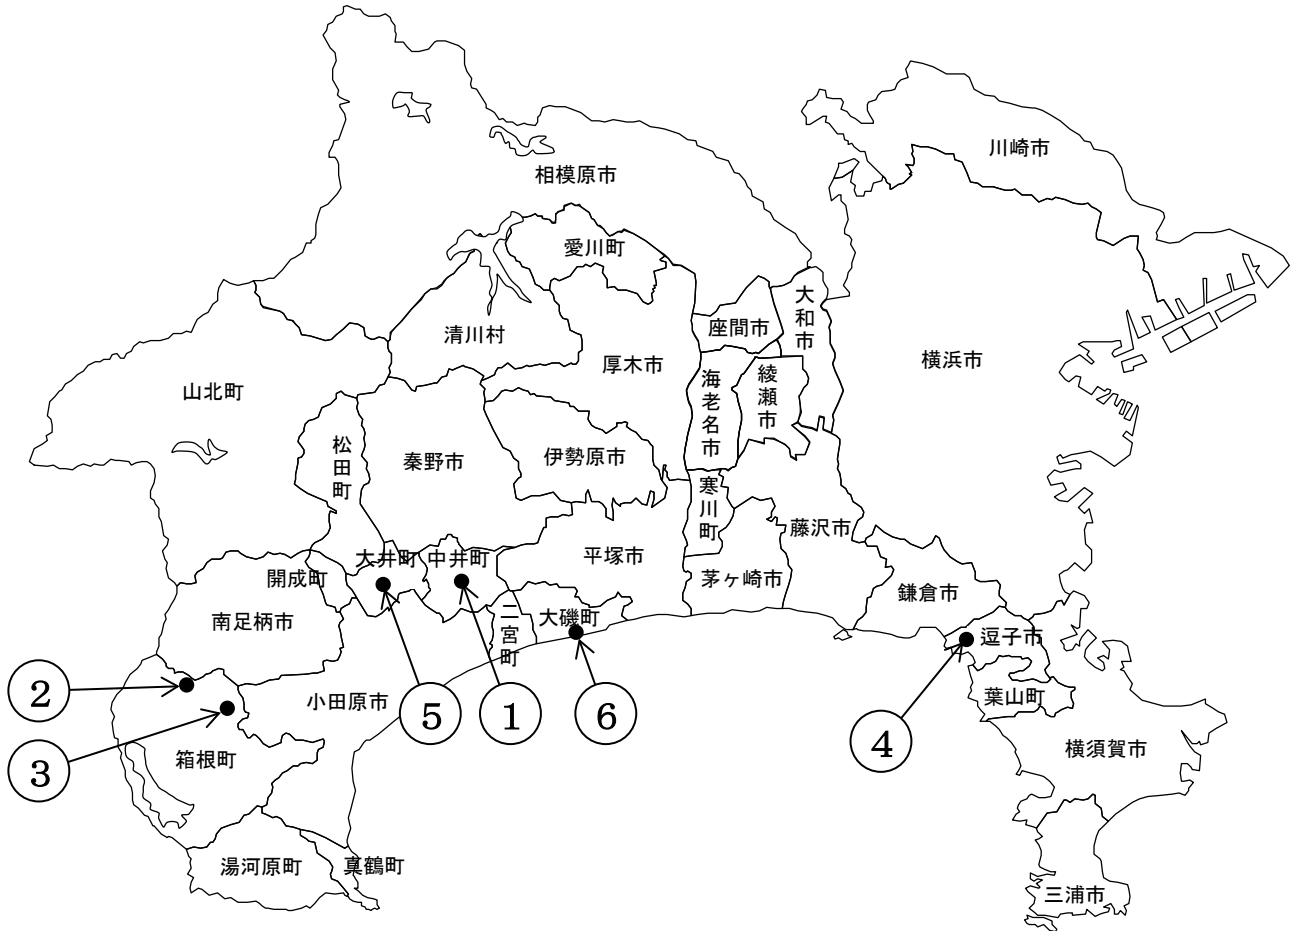 川崎市
相模原市
愛川町
大和市
座間市
清川村
厚木市
横浜市
山北町
海老名市
綾瀬市
松田町
秦野市
伊勢原市
寒川町
藤沢市
大井町
中井町
平塚市
開成町
茅ヶ崎市
鎌倉市
南足柄市
二宮町
大磯町
逗子市
②
小田原市
葉山町
⑤
①
⑥
④
③
箱根町
横須賀市
湯河原町
真鶴町
三浦市